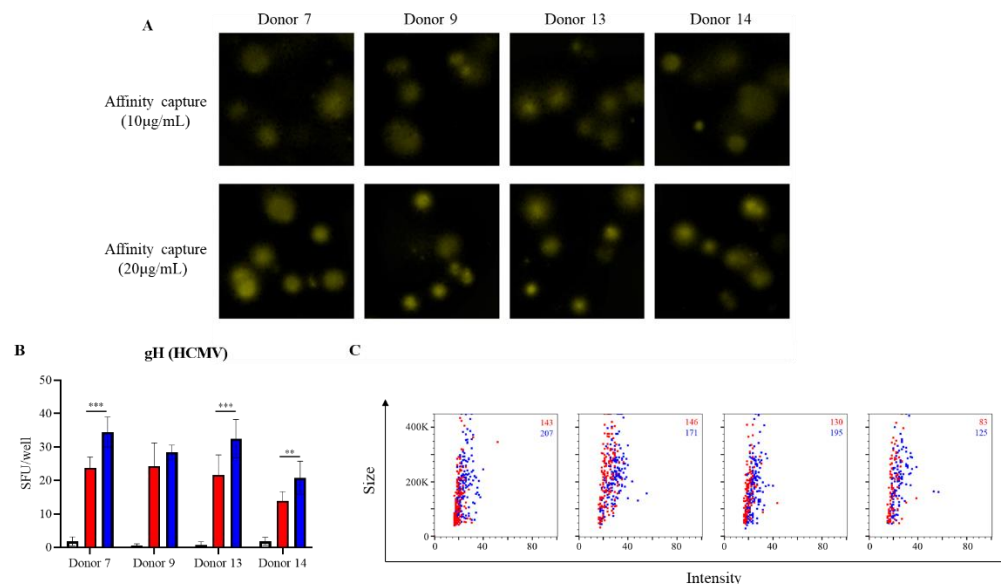 A
Donor 7 Donor 9 Donor 13 Donor 14
Affinity capture
(10µg/mL)
Affinity capture
(20µg/mL)
B
gH (HCMV)
SFU/well
50
40
30
20
10
0
***
***
**
Donor 7 Donor 9 Donor 13 Donor 14
C
Size
400K
200K
0
143
207
146
171
130
195
83
125
40 80
0 40 80
0 40 80
0 40 80
Intensity